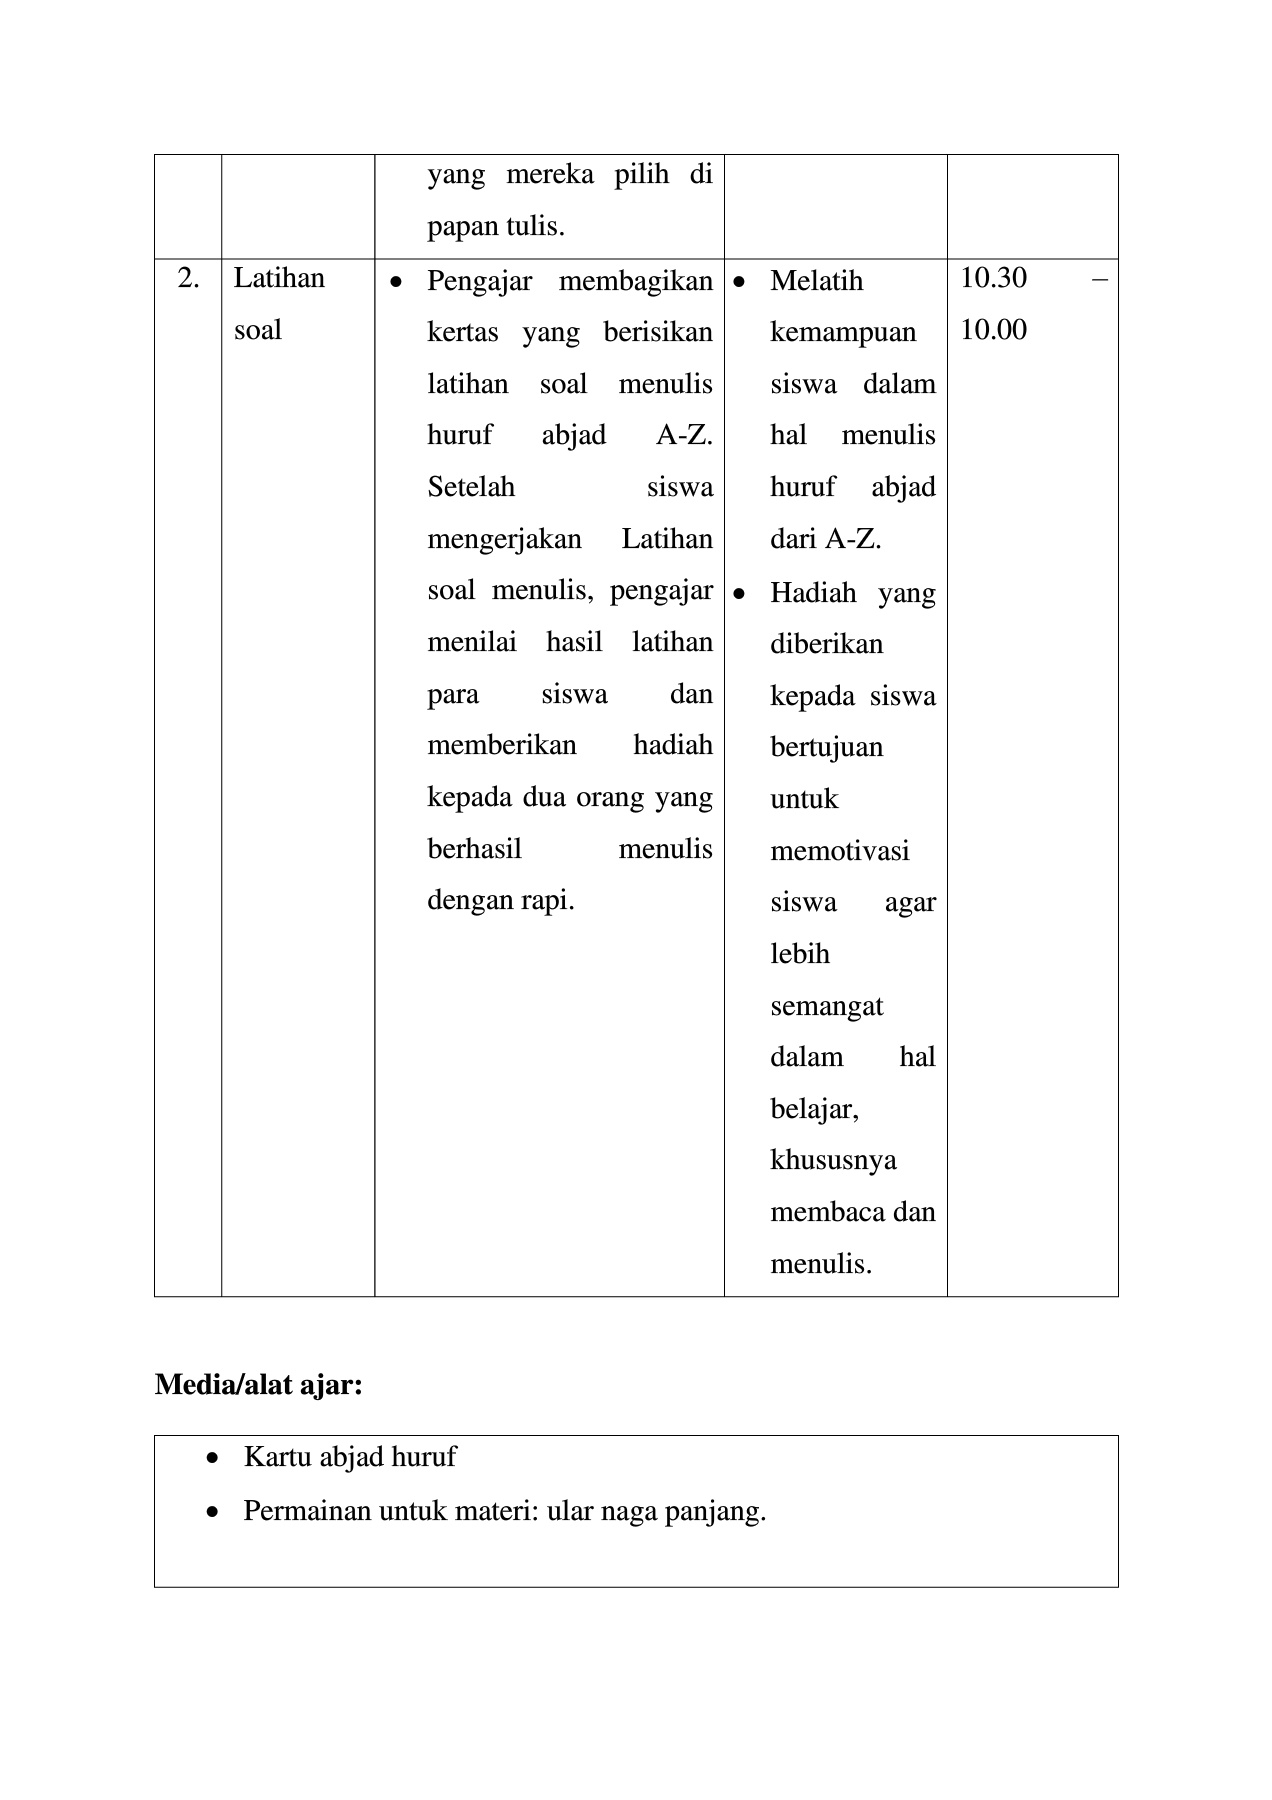 yang mereka pilih di
papan tulis.
2.
Latihan
soal
• Pengajar membagikan
kertas yang berisikan
latihan soal menulis
huruf abjad A-Z.
Setelah siswa
mengerjakan Latihan
soal menulis, pengajar
menilai hasil latihan
para siswa dan
memberikan hadiah
kepada dua orang yang
berhasil menulis
dengan rapi.
• Melatih
kemampuan
siswa dalam
hal menulis
huruf abjad
dari A-Z.
• Hadiah yang
diberikan
kepada siswa
bertujuan
untuk
memotivasi
siswa agar
lebih
semangat
dalam hal
belajar,
khususnya
membaca dan
menulis.
10.30 –
10.00
Media/alat ajar:
• Kartu abjad huruf
• Permainan untuk materi: ular naga panjang.